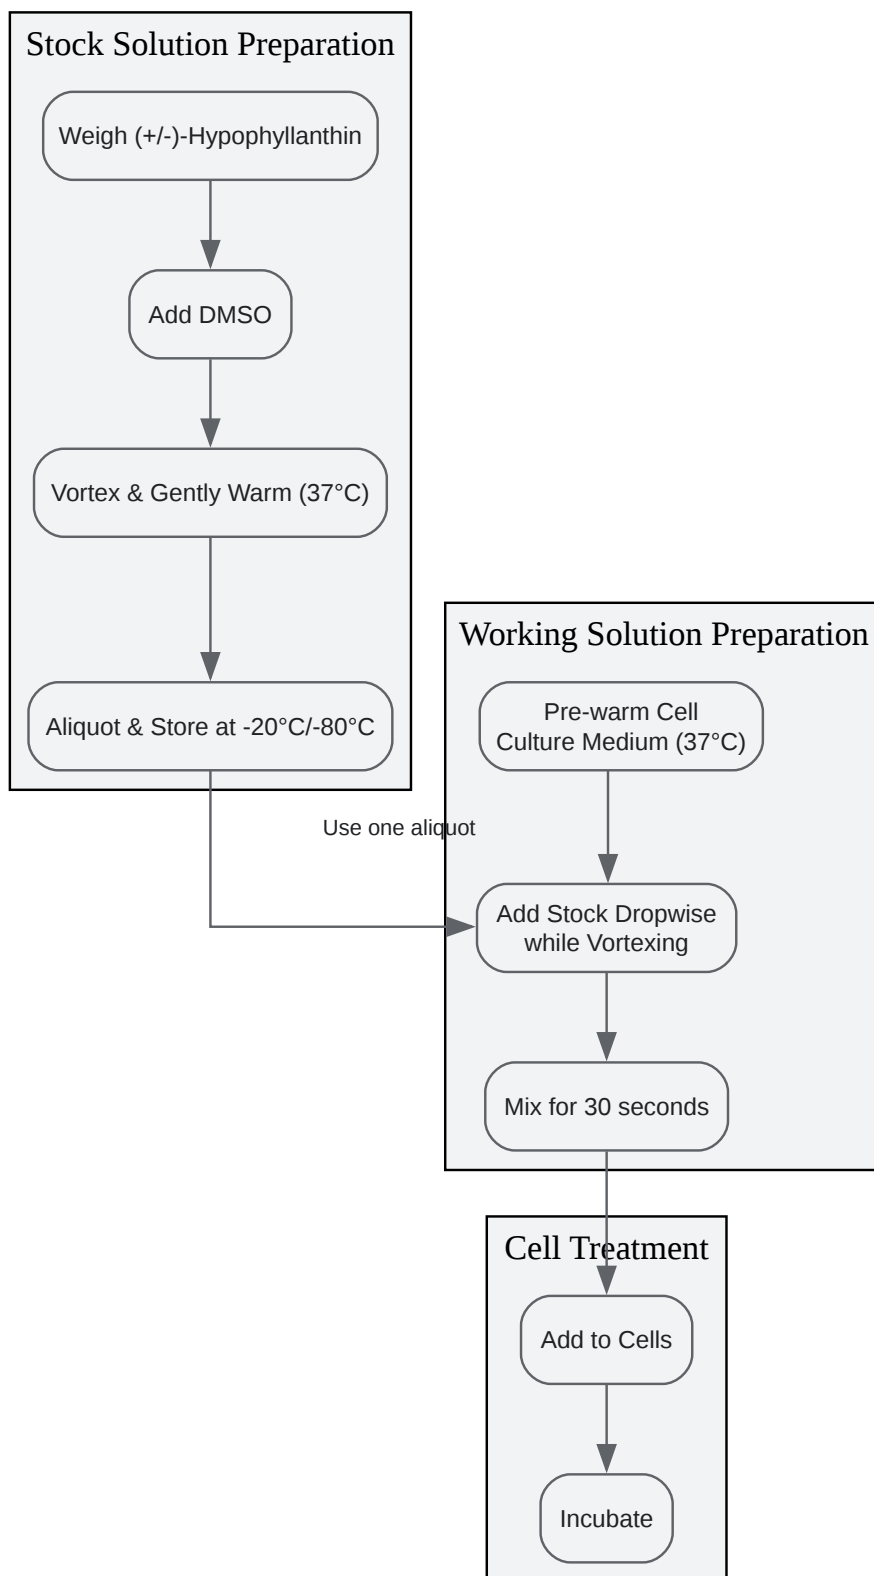 Stock Solution Preparation
Weigh (+/-)-Hypophyllanthin
Add DMSO
Vortex & Gently Warm (37°C)
Aliquot & Store at -20°C/-80°C
Use one aliquot
Working Solution Preparation
Pre-warm Cell
Culture Medium (37°C)
Add Stock Dropwise
while Vortexing
Mix for 30 seconds
Cell Treatment
Add to Cells
Incubate